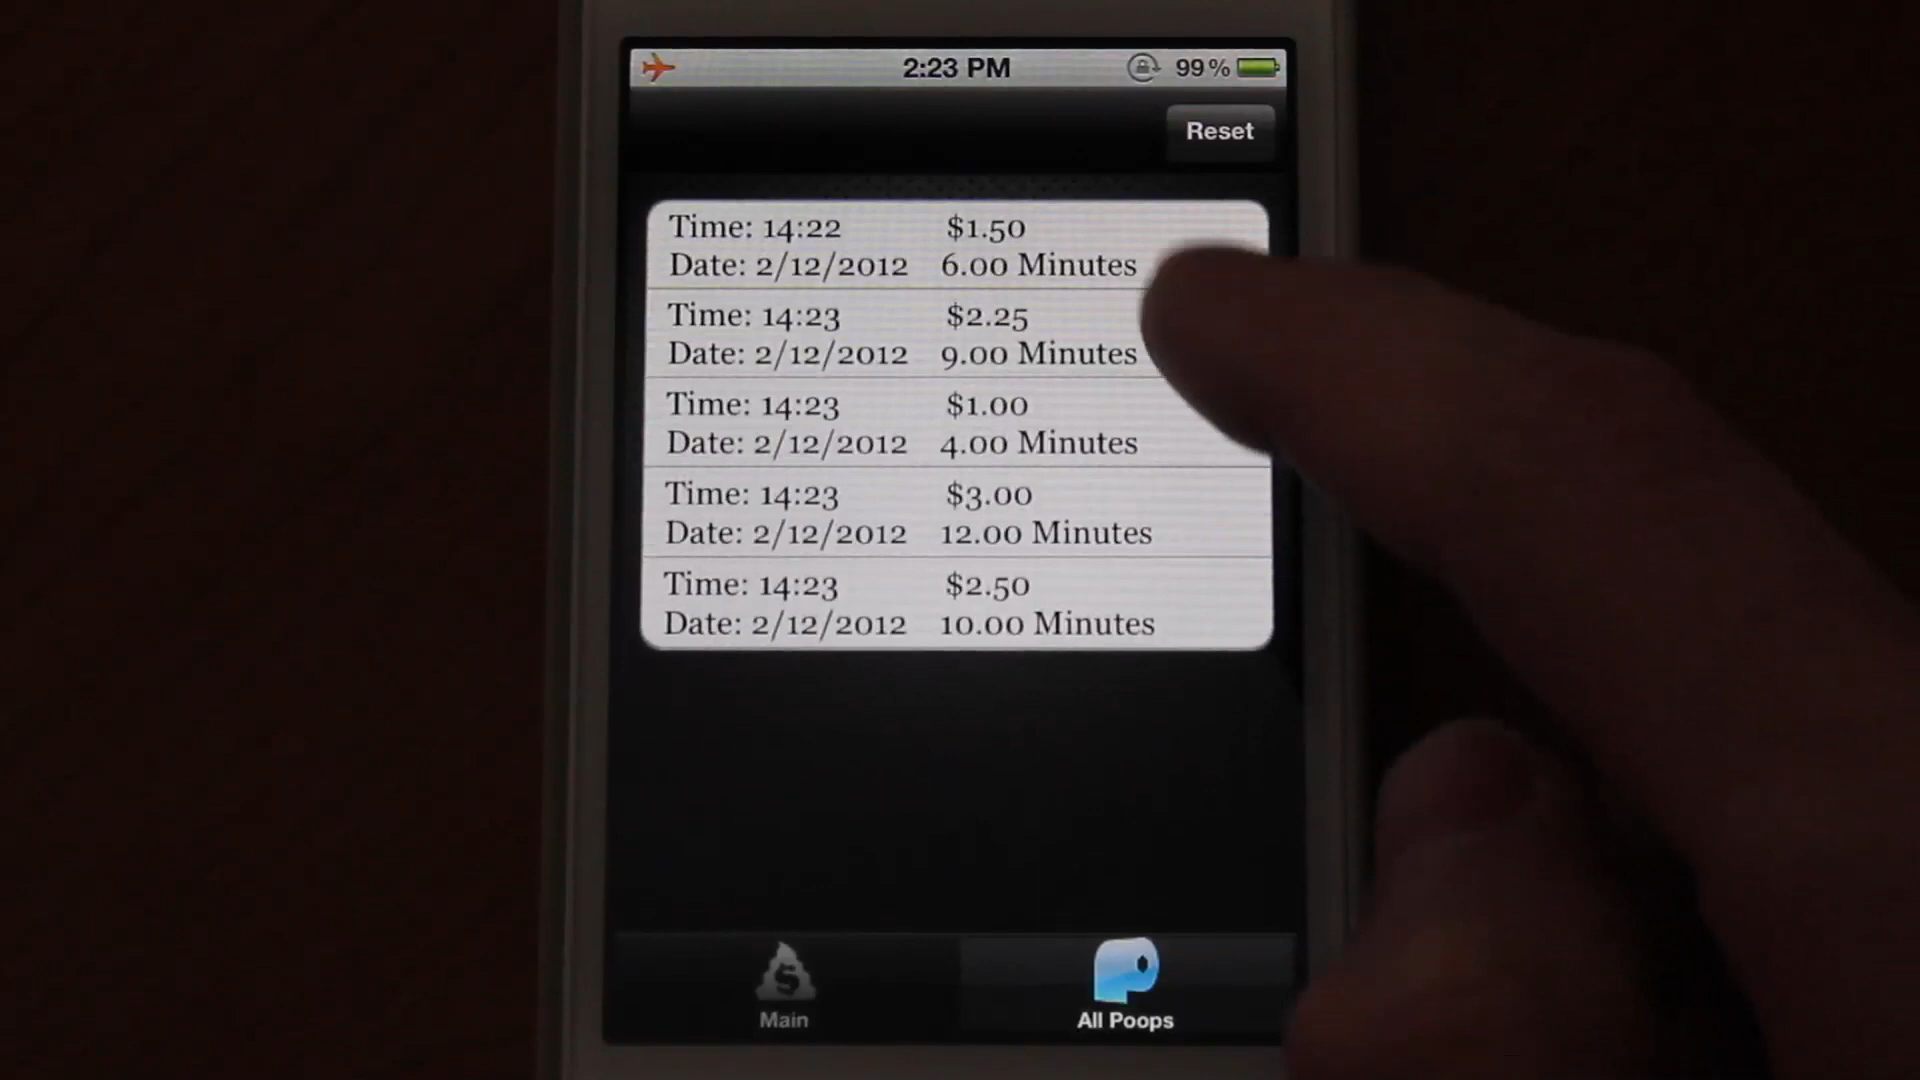 2:23 PM 99%
Reset
Time: 14:22 $1.50
Date: 2/12/2012 6.00 Minutes
Time: 14:23 $2.25
Date: 2/12/2012 9.00 Minutes
Time: 14:23 $1.00
Date: 2/12/2012 4.00 Minutes
Time: 14:23 $3.00
Date: 2/12/2012 12.00 Minutes
Time: 14:23 $2.50
Date: 2/12/2012 10.00 Minutes
$
Main All Poops